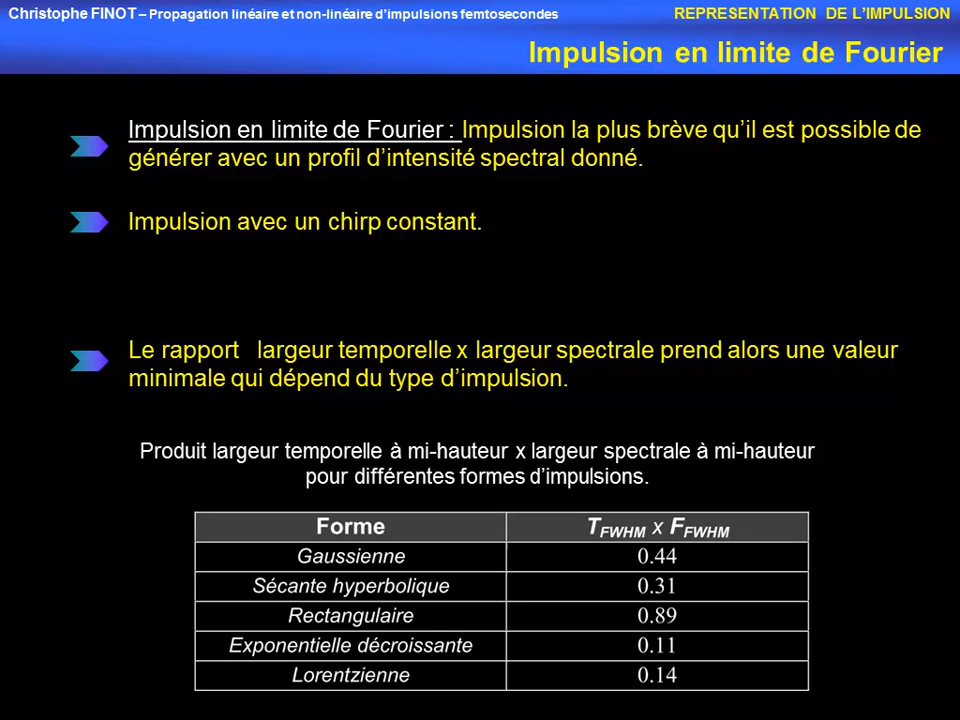 Christophe FINOT – Propagation linéaire et non-linéaire d’impulsions femtosecondes REPRESENTATION DE L’IMPULSION
Impulsion en limite de Fourier
Impulsion en limite de Fourier : Impulsion la plus brève qu’il est possible de
générer avec un profil d’intensité spectral donné.
Impulsion avec un chirp constant.
Le rapport largeur temporelle x largeur spectrale prend alors une valeur
minimale qui dépend du type d’impulsion.
Produit largeur temporelle à mi-hauteur x largeur spectrale à mi-hauteur
pour différentes formes d’impulsions.
Forme T_FWHM x F_FWHM
Gaussienne 0.44
Sécante hyperbolique 0.31
Rectangulaire 0.89
Exponentielle décroissante 0.11
Lorentzienne 0.14